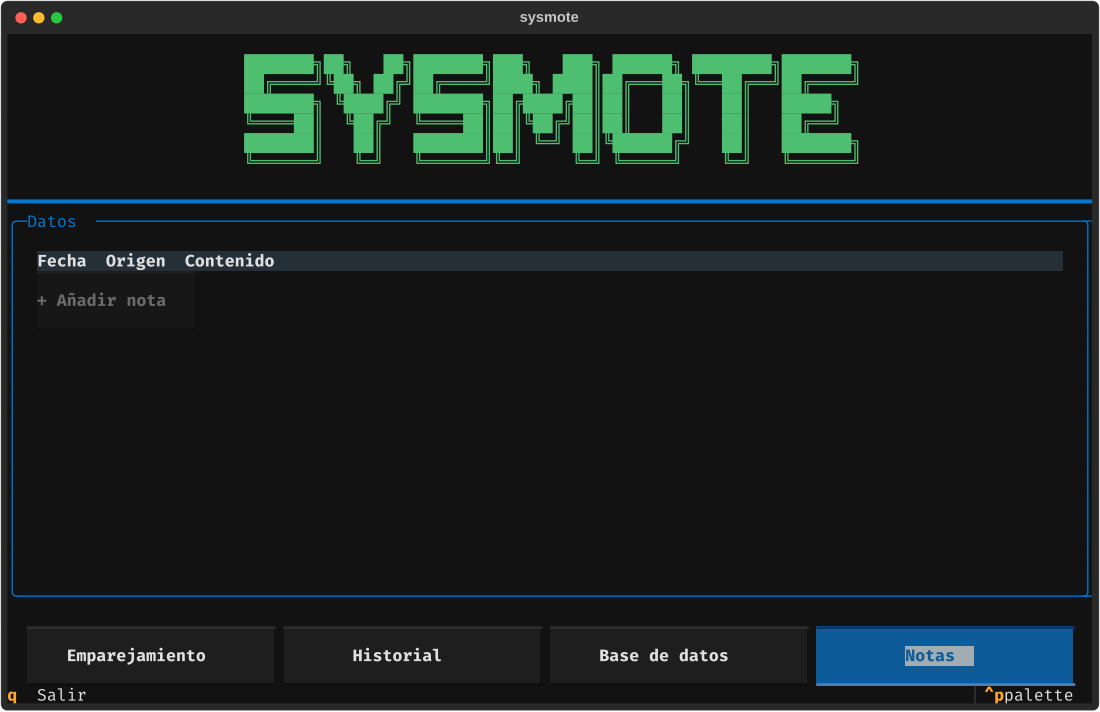 sysmote
SYSMOTE
Datos
Fecha Origen Contenido
+ Añadir nota
Emparejamiento Historial Base de datos Notas
q Salir ^p palette